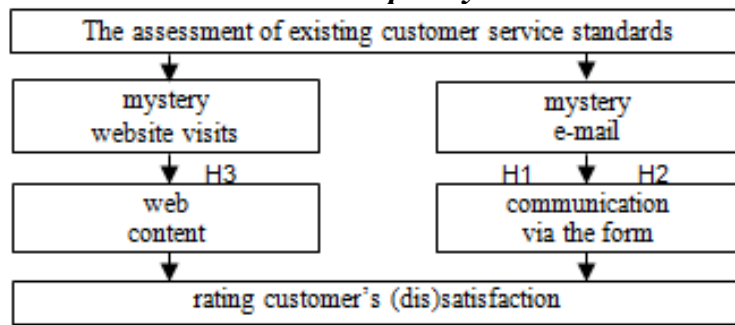 The assessment of existing customer service standards
mystery
website visits
mystery
e-mail
H3
H1
H2
web
content
communication
via the form
rating customer's (dis)satisfaction